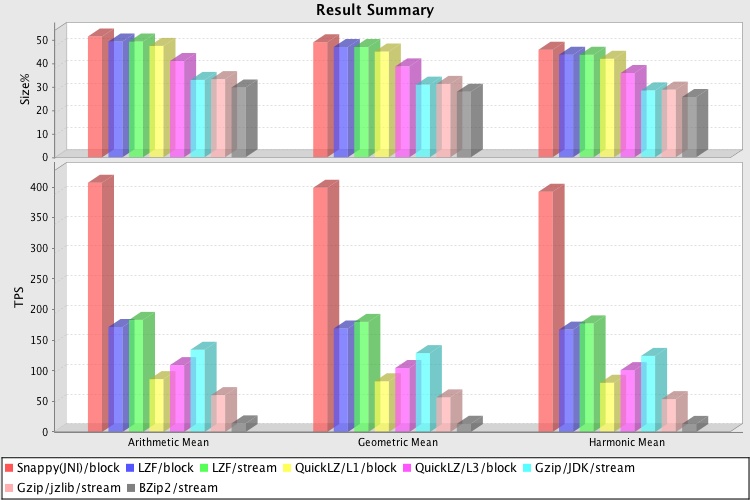 Result Summary
Size%
50
40
30
20
10
0
TPS
400
350
300
250
200
150
100
50
0
Arithmetic Mean Geometric Mean Harmonic Mean
Snappy(JNI)/block LZF/block LZF/stream QuickLZ/L1/block QuickLZ/L3/block Gzip/JDK/stream
Gzip/jzlib/stream BZip2/stream